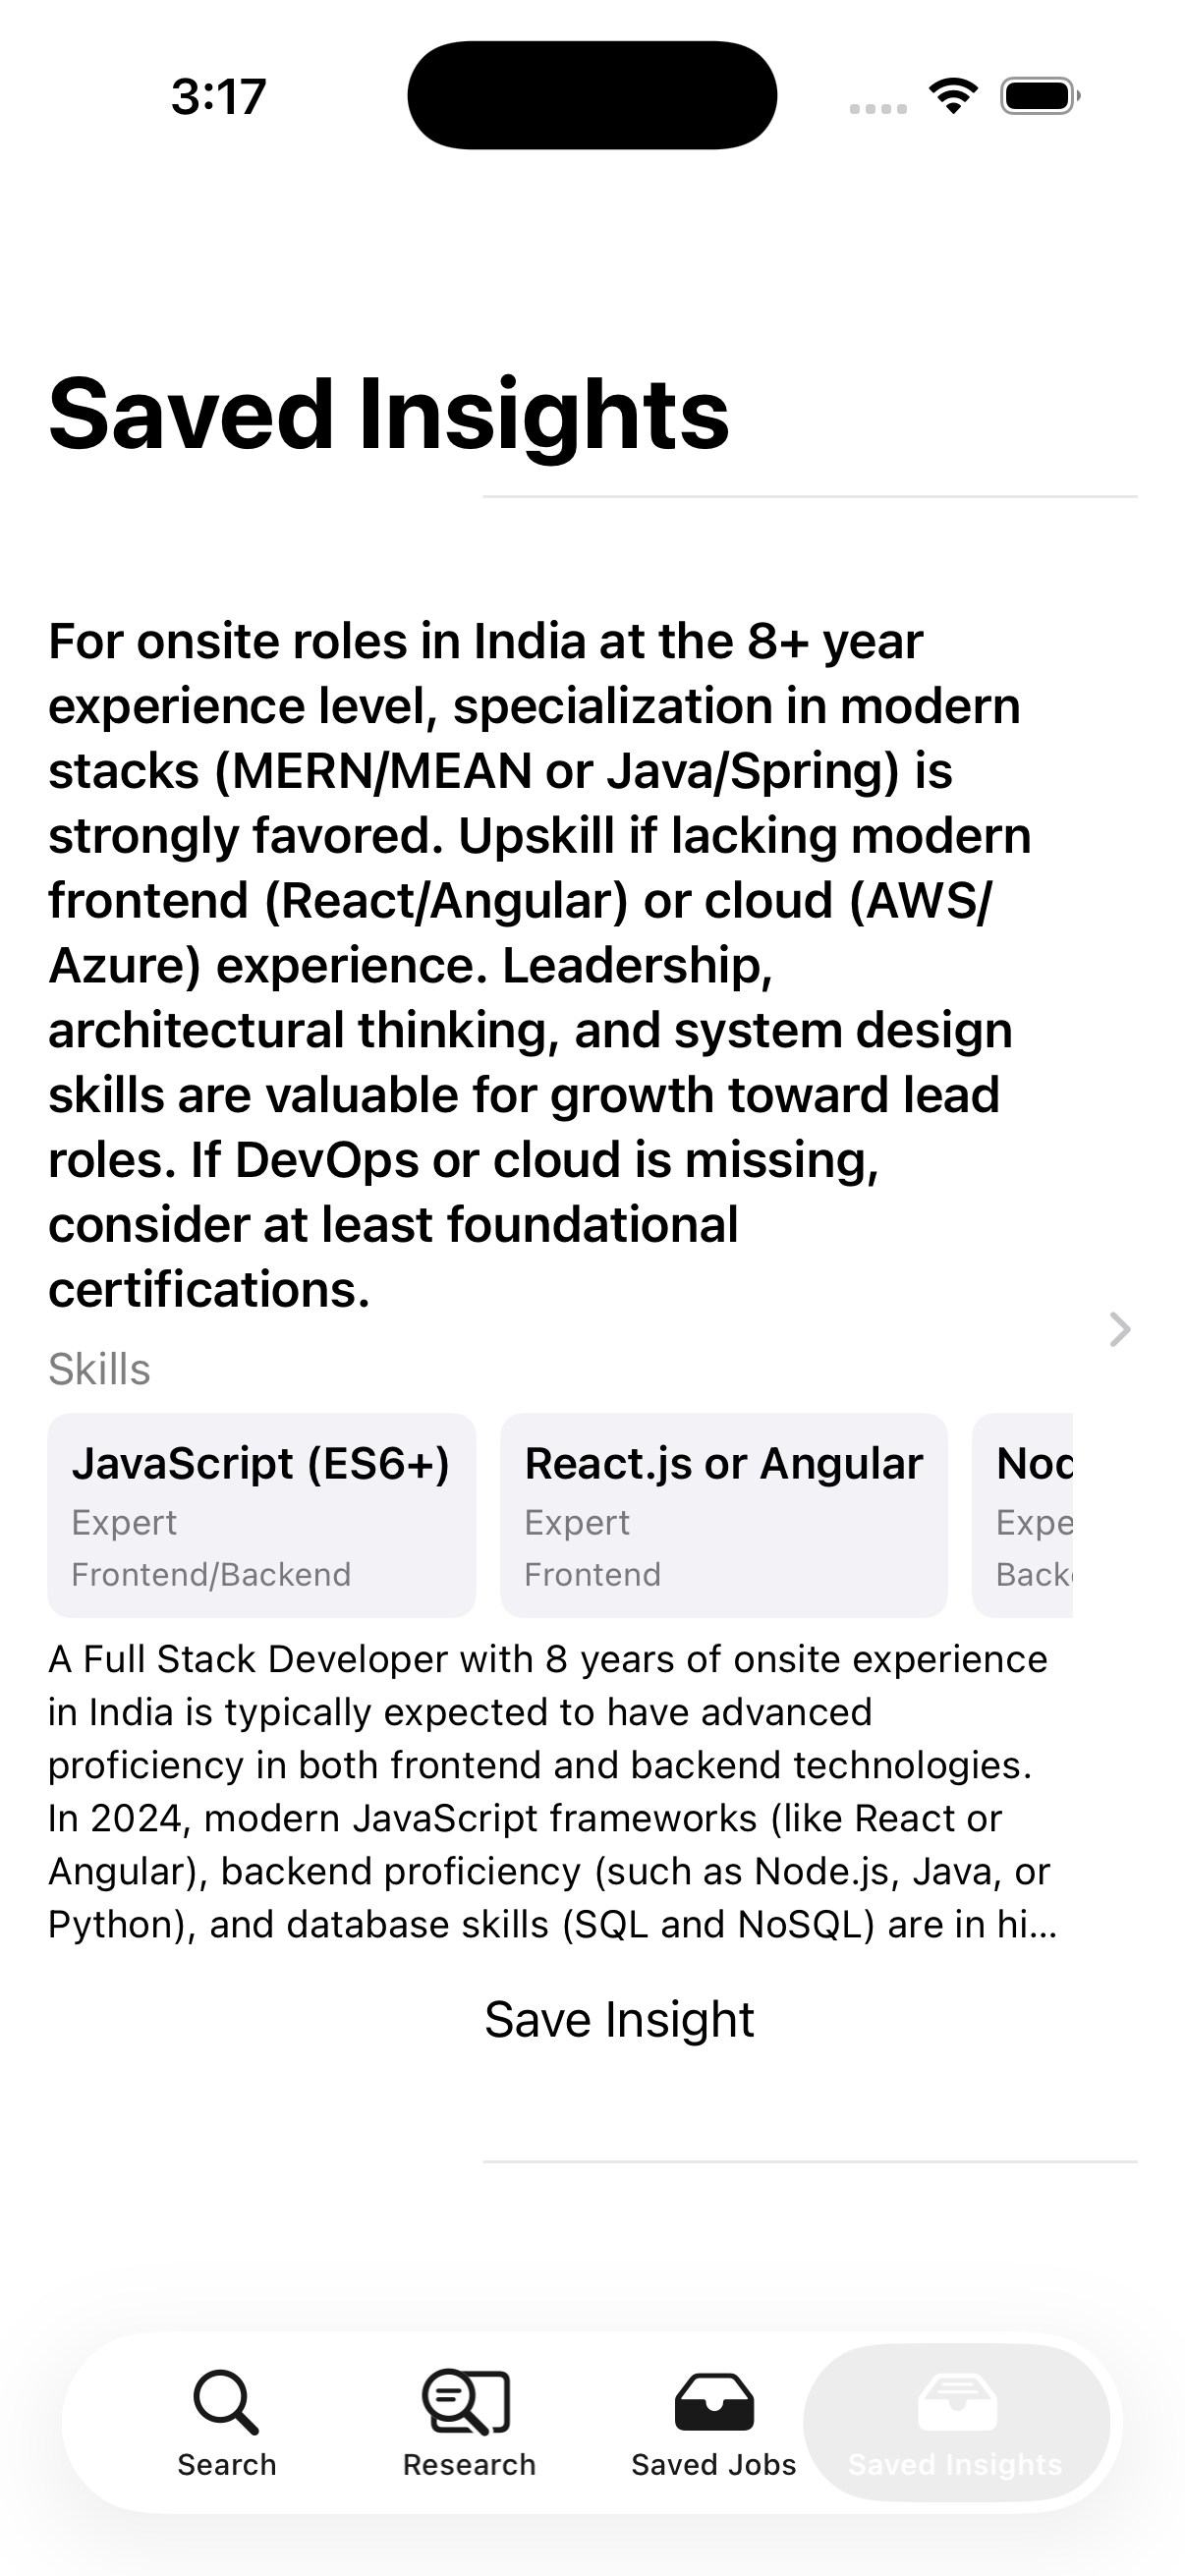 3:17
Saved Insights
For onsite roles in India at the 8+ year
experience level, specialization in modern
stacks (MERN/MEAN or Java/Spring) is
strongly favored. Upskill if lacking modern
frontend (React/Angular) or cloud (AWS/
Azure) experience. Leadership,
architectural thinking, and system design
skills are valuable for growth toward lead
roles. If DevOps or cloud is missing,
consider at least foundational
certifications.
Skills
JavaScript (ES6+)
Expert
Frontend/Backend
React.js or Angular
Expert
Frontend
A Full Stack Developer with 8 years of onsite experience
in India is typically expected to have advanced
proficiency in both frontend and backend technologies.
In 2024, modern JavaScript frameworks (like React or
Angular), backend proficiency (such as Node.js, Java, or
Python), and database skills (SQL and NoSQL) are in hi...
Save Insight
Search
Research
Saved Jobs
Saved Insights